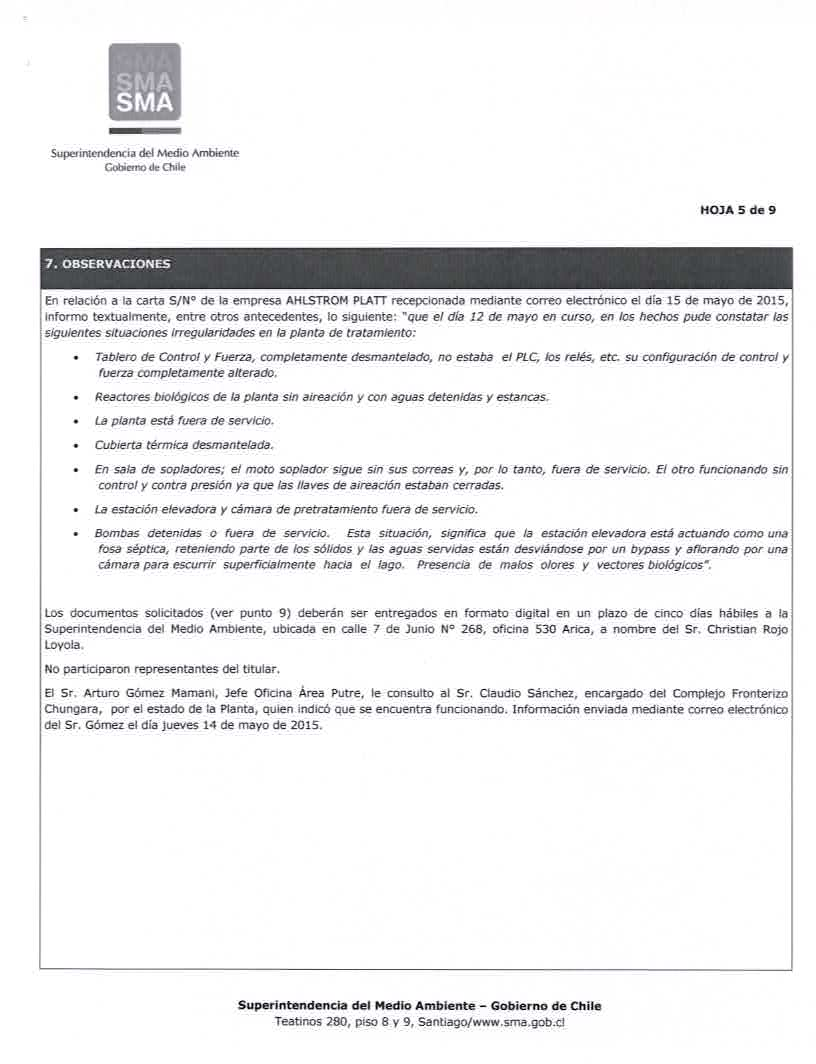 SMA
SMA
SMA
Superintendencia del Medio Ambiente
Gobierno de Chile
HOJA 5 de 9
7. OBSERVACIONES
En relación a la carta S/N° de la empresa AHLSTROM PLATT recepcionada mediante correo electrónico el día 15 de mayo de 2015,
informo textualmente, entre otros antecedentes, lo siguiente: "que el día 12 de mayo en curso, en los hechos pude constatar las
siguientes situaciones irregularidades en la planta de tratamiento:
• Tablero de Control y Fuerza, completamente desmantelado, no estaba el PLC, los relés, etc. su configuración de control y
fuerza completamente alterado.
• Reactores biológicos de la planta sin aireación y con aguas detenidas y estancas.
• La planta está fuera de servicio.
• Cubierta térmica desmantelada.
• En sala de sopladores; el moto soplador sigue sin sus correas y, por lo tanto, fuera de servicio. El otro funcionando sin
control y contra presión ya que las llaves de aireación estaban cerradas.
• La estación elevadora y cámara de pretratamiento fuera de servicio.
• Bombas detenidas o fuera de servicio. Esta situación, significa que la estación elevadora está actuando como una
fosa séptica, reteniendo parte de los sólidos y las aguas servidas están desviándose por un bypass y aflorando por una
cámara para escurrir superficialmente hacia el lago. Presencia de malos olores y vectores biológicos".
Los documentos solicitados (ver punto 9) deberán ser entregados en formato digital en un plazo de cinco días hábiles a la
Superintendencia del Medio Ambiente, ubicada en calle 7 de Junio N° 268, oficina 530 Arica, a nombre del Sr. Christian Rojo
Loyola.
No participaron representantes del titular.
El Sr. Arturo Gómez Mamani, Jefe Oficina Área Putre, le consulto al Sr. Claudio Sánchez, encargado del Complejo Fronterizo
Chungara, por el estado de la Planta, quien indicó que se encuentra funcionando. Información enviada mediante correo electrónico
del Sr. Gómez el día jueves 14 de mayo de 2015.
Superintendencia del Medio Ambiente – Gobierno de Chile
Teatinos 280, piso 8 y 9, Santiago/www.sma.gob.cl